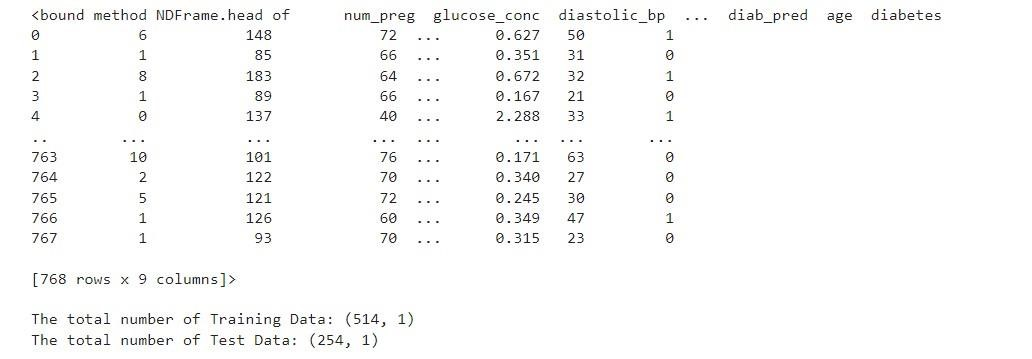 <bound method NDFrame.head of num_preg glucose_conc diastolic_bp ... diab_pred age diabetes
0 6 148 72 ... 0.627 50 1
1 1 85 66 ... 0.351 31 0
2 8 183 64 ... 0.672 32 1
3 1 89 66 ... 0.167 21 0
4 0 137 40 ... 2.288 33 1
.. ... ... ... ... ... ... ...
763 10 101 76 ... 0.171 63 0
764 2 122 70 ... 0.340 27 0
765 5 121 72 ... 0.245 30 0
766 1 126 60 ... 0.349 47 1
767 1 93 70 ... 0.315 23 0
[768 rows x 9 columns]>
The total number of Training Data: (514, 1)
The total number of Test Data: (254, 1)